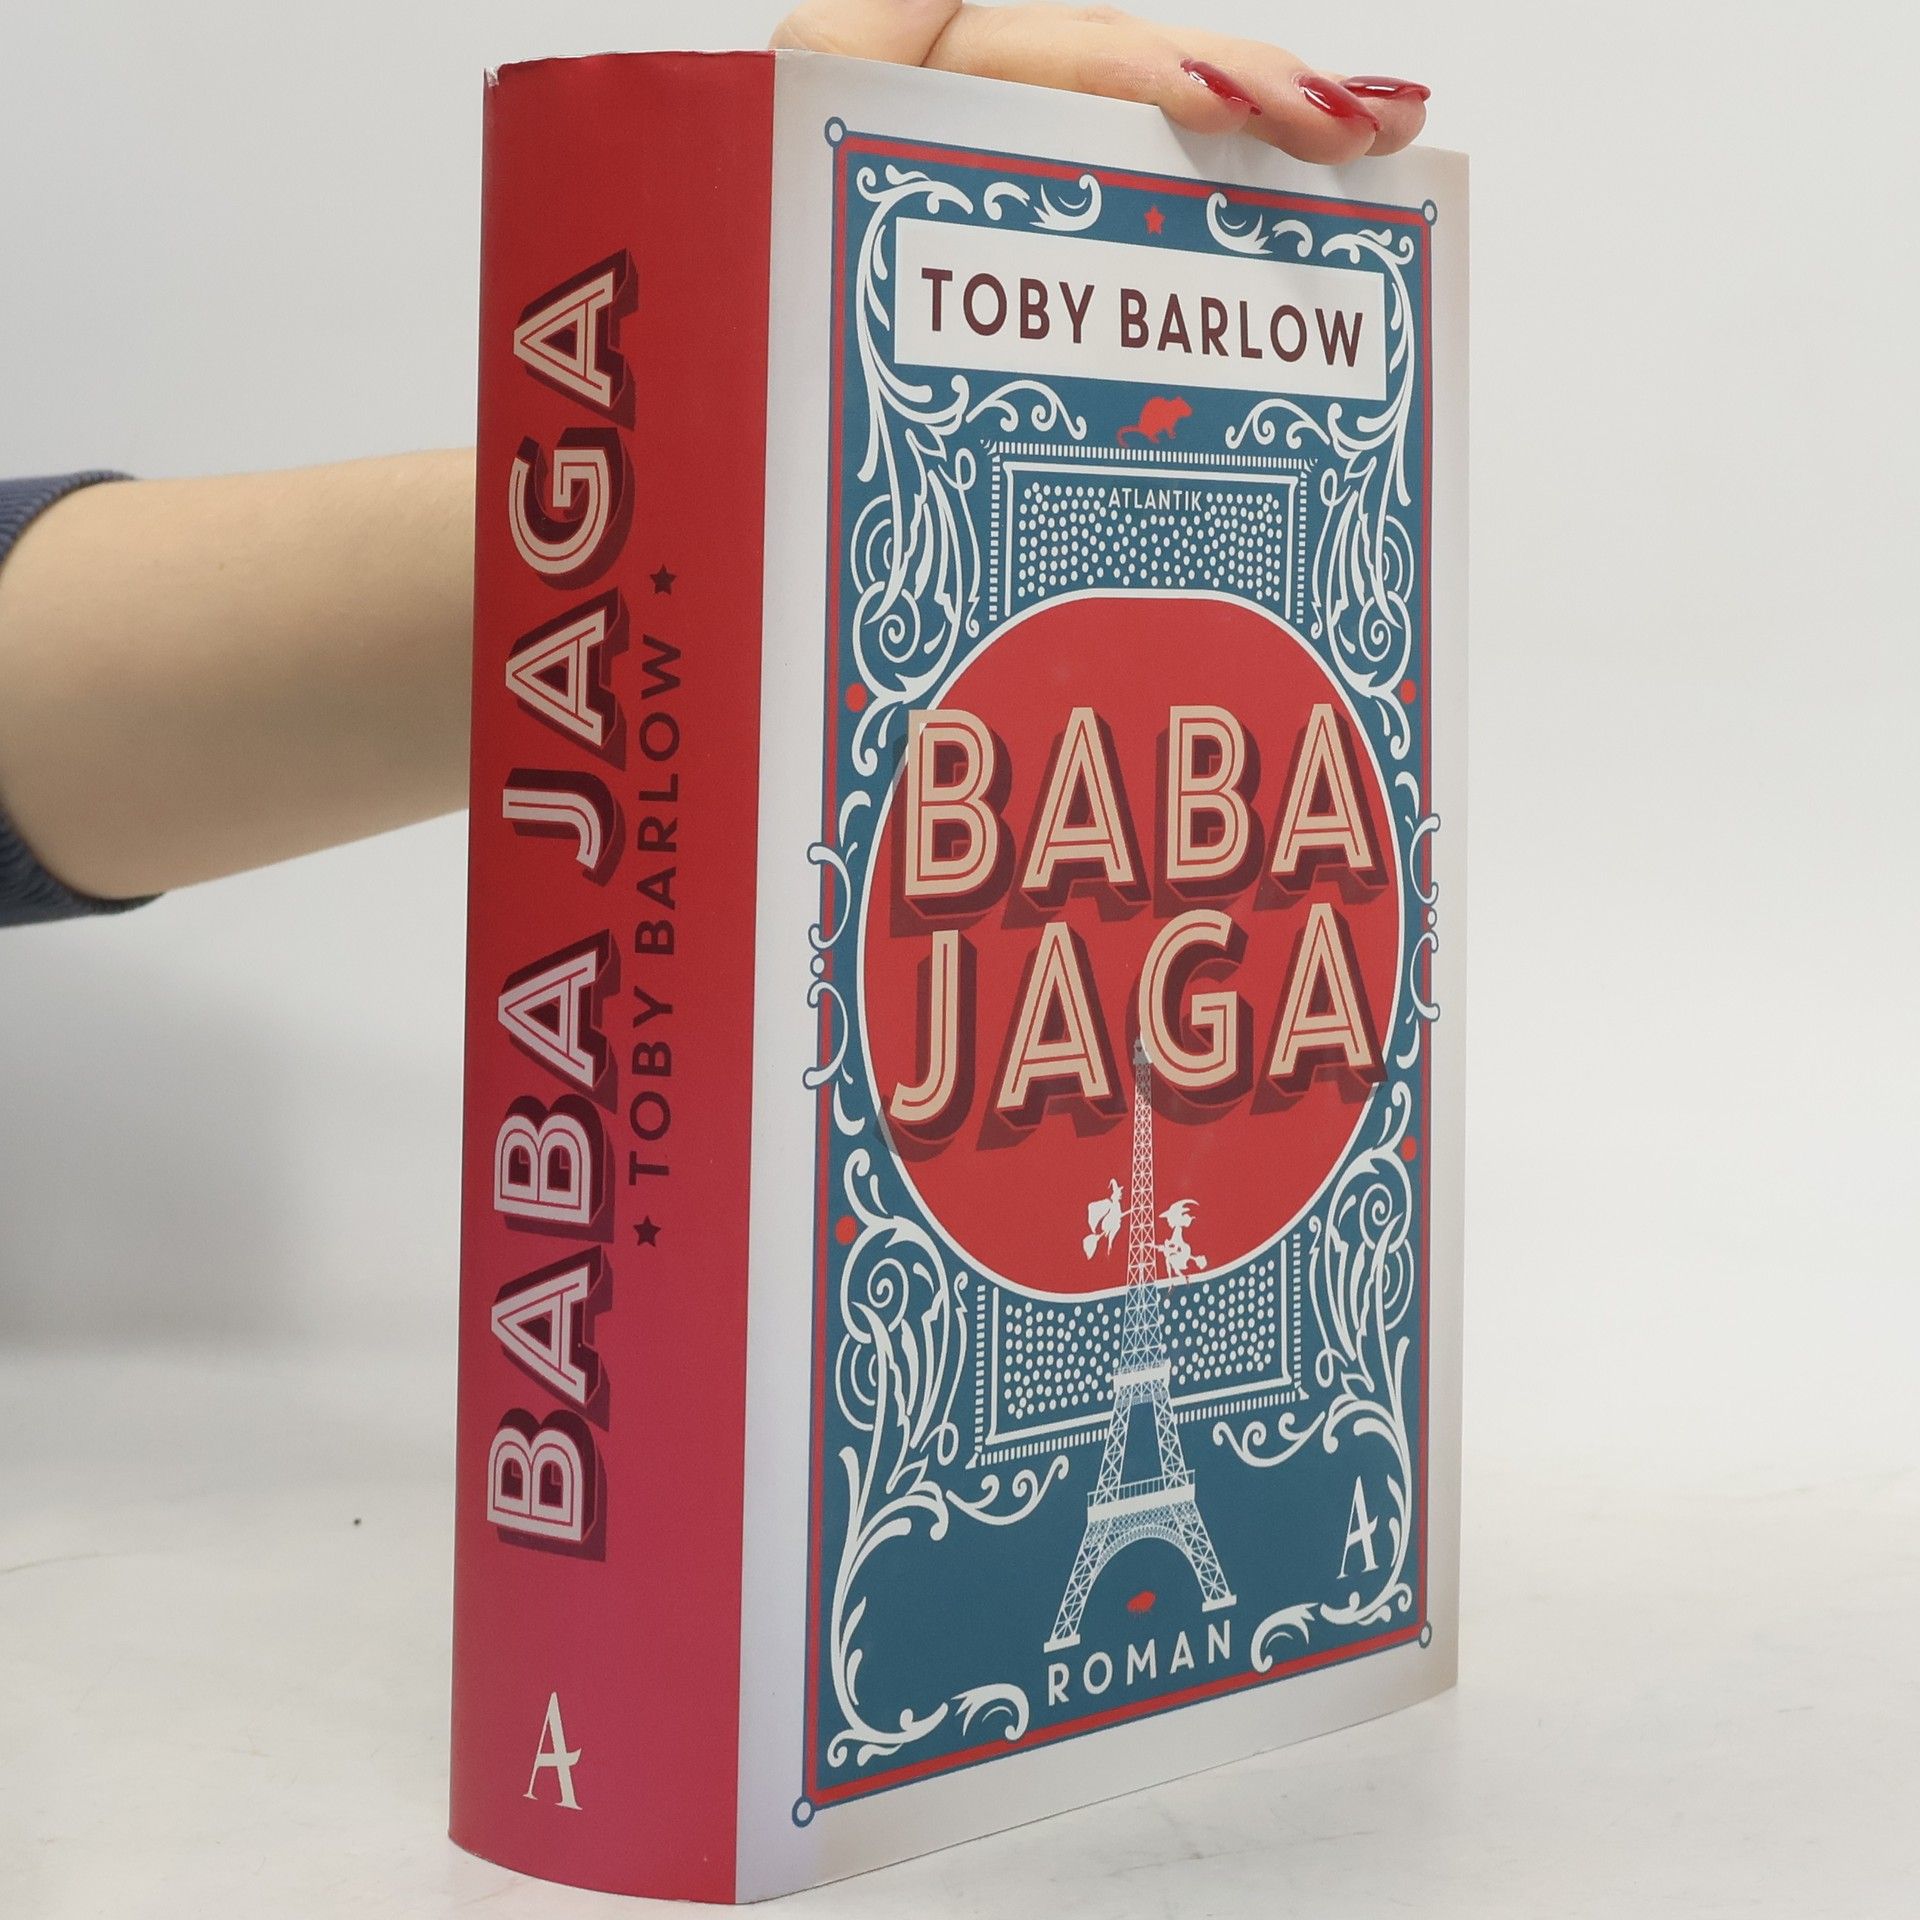 BABA JAGA
★ TOBY BARLOW ★
A
TOBY BARLOW
ATLANTIK
BABA
JAGA
A
ROMAN